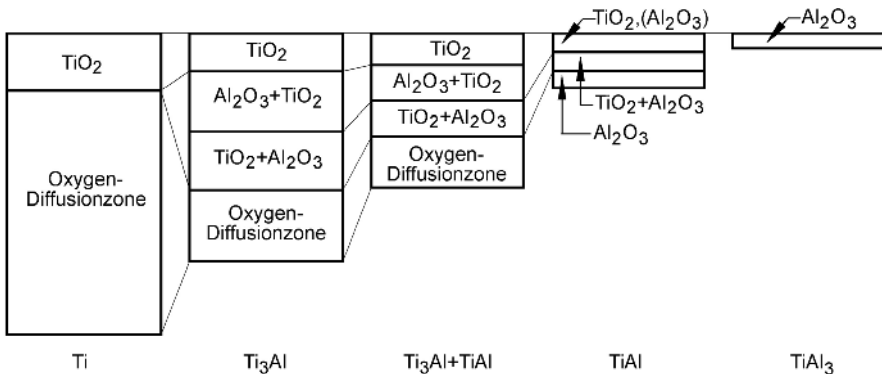 TiO₂
Oxygen-
Diffusionzone
Ti
TiO₂
Al₂O₃+TiO₂
TiO₂+Al₂O₃
Oxygen-
Diffusionzone
Ti₃Al
TiO₂
Al₂O₃+TiO₂
TiO₂+Al₂O₃
Oxygen-
Diffusionzone
Ti₃Al+TiAl
TiO₂,(Al₂O₃)
TiO₂+Al₂O₃
Al₂O₃
TiAl
Al₂O₃
TiAl₃